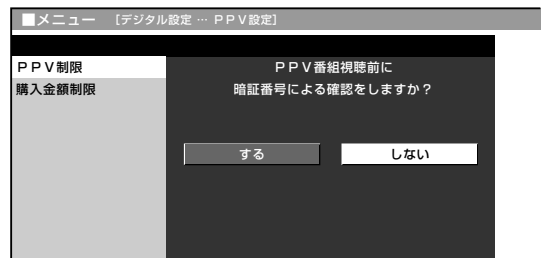 ■メニュー ［デジタル設定 … ＰＰＶ設定］
ＰＰＶ制限
購入金額制限
ＰＰＶ番組視聴前に
暗証番号による確認をしますか？
する
しない